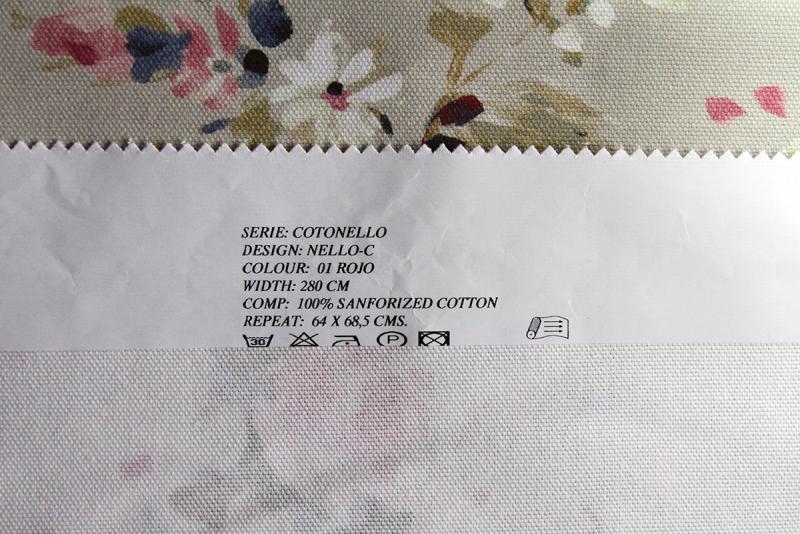 SERIE: COTONELLO
DESIGN: NELLO-C
COLOUR: 01 ROJO
WIDTH: 280 CM
COMP: 100% SANFORIZED COTTON
REPEAT: 64 X 68,5 CMS.
30 P